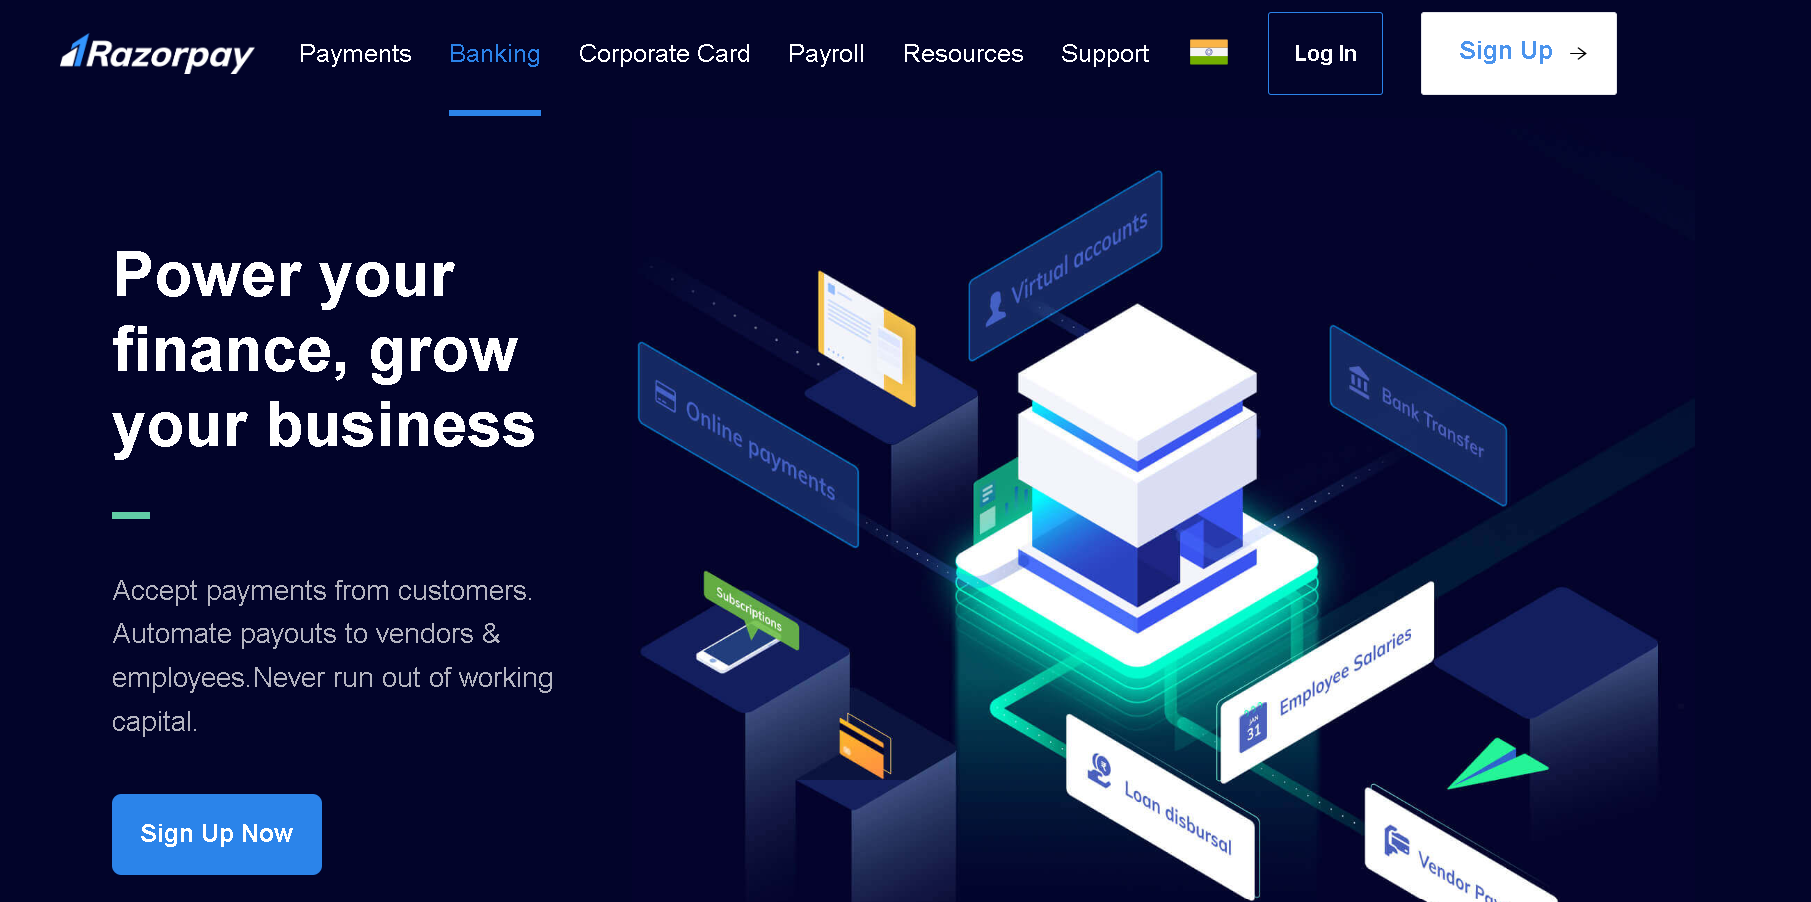 Razorpay
Payments
Banking
Corporate Card
Payroll
Resources
Support
Log In
Sign Up
Power your
finance, grow
your business
Accept payments from customers.
Automate payouts to vendors &
employees.Never run out of working
capital.
Sign Up Now
Virtual accounts
Bank Transfer
Online payments
Subscriptions
JAN
31
Employee Salaries
Loan disbursal
Vendor